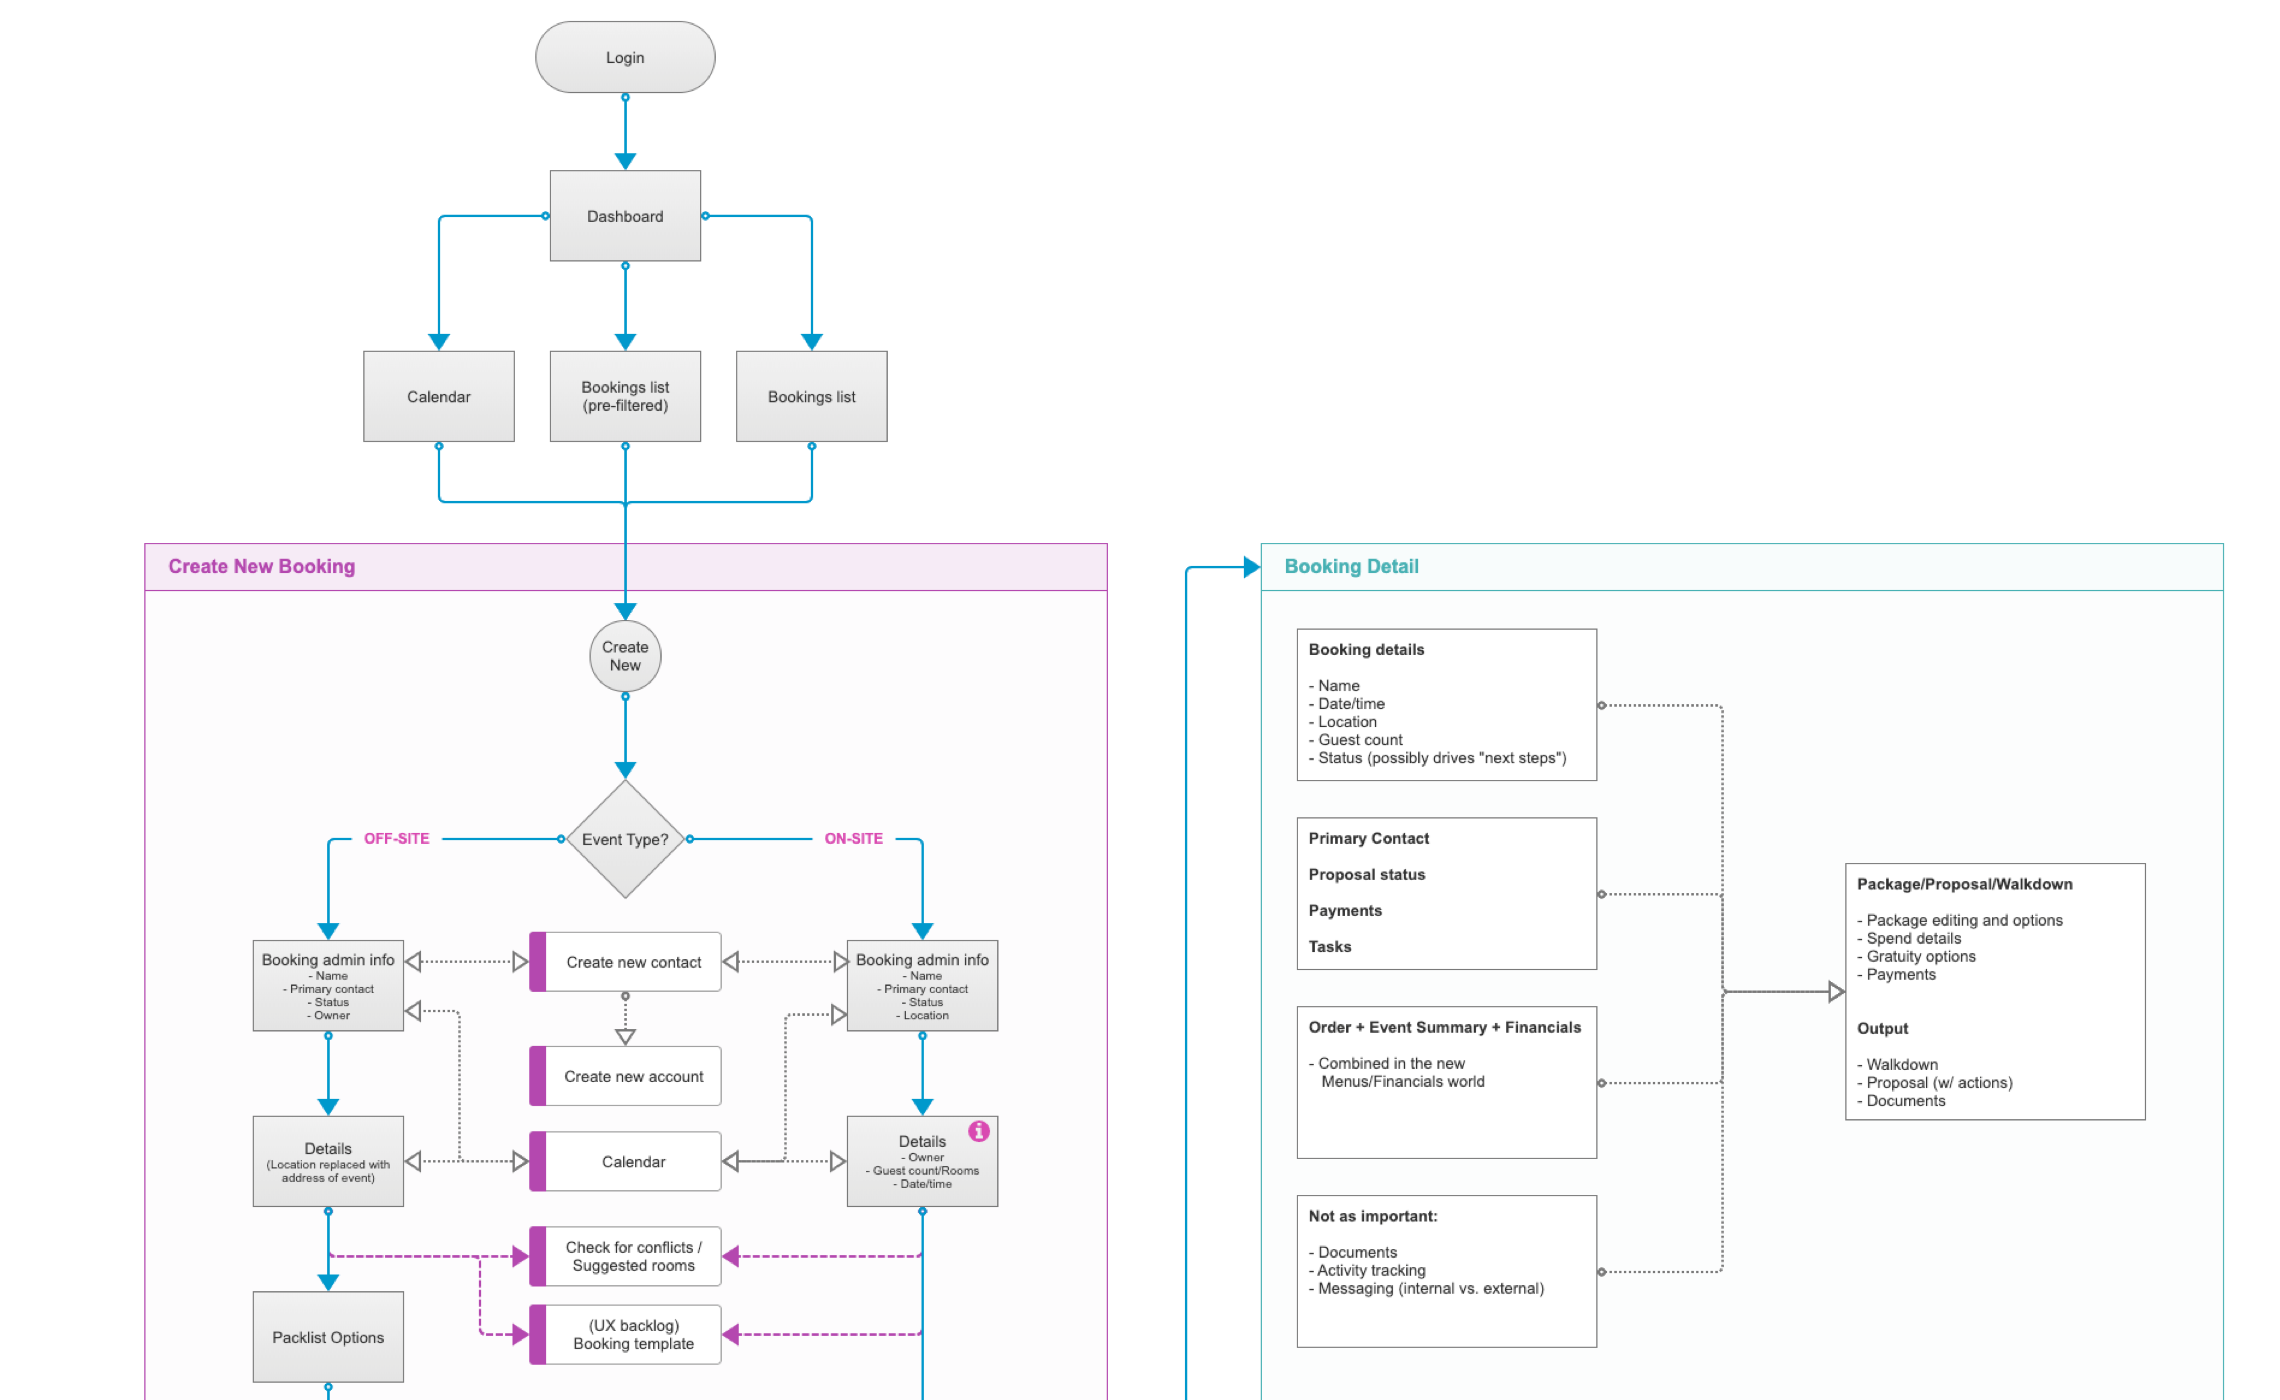 Login
Dashboard
Calendar
Bookings list
(pre-filtered)
Bookings list
Create New Booking
Create
New
Event Type?
OFF-SITE
ON-SITE
Booking admin info
- Name
- Primary contact
- Status
- Owner
Create new contact
Booking admin info
- Name
- Primary contact
- Status
- Location
Create new account
Details
(Location replaced with
address of event)
Calendar
Details
- Owner
- Guest count/Rooms
- Date/time
i
Check for conflicts /
Suggested rooms
Packlist Options
(UX backlog)
Booking template
Booking Detail
Booking details
- Name
- Date/time
- Location
- Guest count
- Status (possibly drives "next steps")
Primary Contact
Proposal status
Payments
Tasks
Order + Event Summary + Financials
- Combined in the new
Menus/Financials world
Not as important:
- Documents
- Activity tracking
- Messaging (internal vs. external)
Package/Proposal/Walkdown
- Package editing and options
- Spend details
- Gratuity options
- Payments
Output
- Walkdown
- Proposal (w/ actions)
- Documents